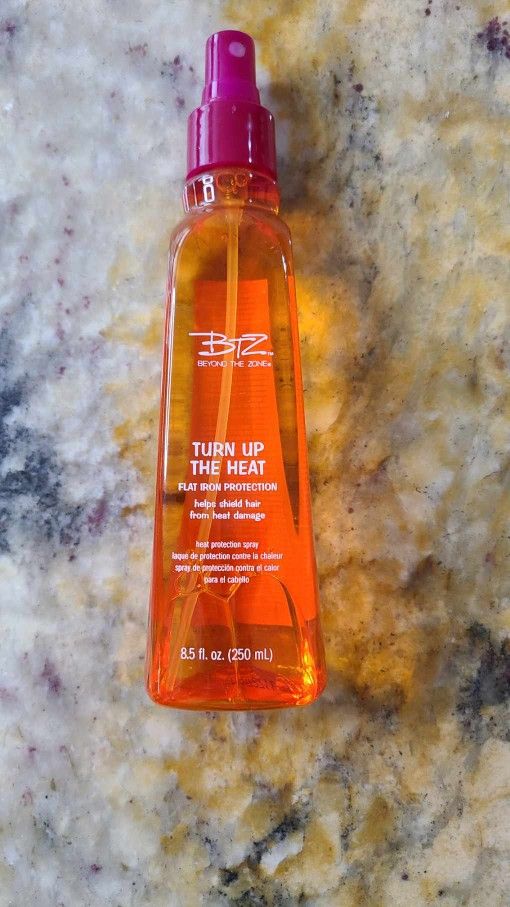 BTZ™
BEYOND THE ZONE®
TURN UP
THE HEAT
FLAT IRON PROTECTION
helps shield hair
from heat damage
heat protection spray
laque de protection contre la chaleur
spray de protección contra el calor
para el cabello
8.5 fl. oz. (250 mL)